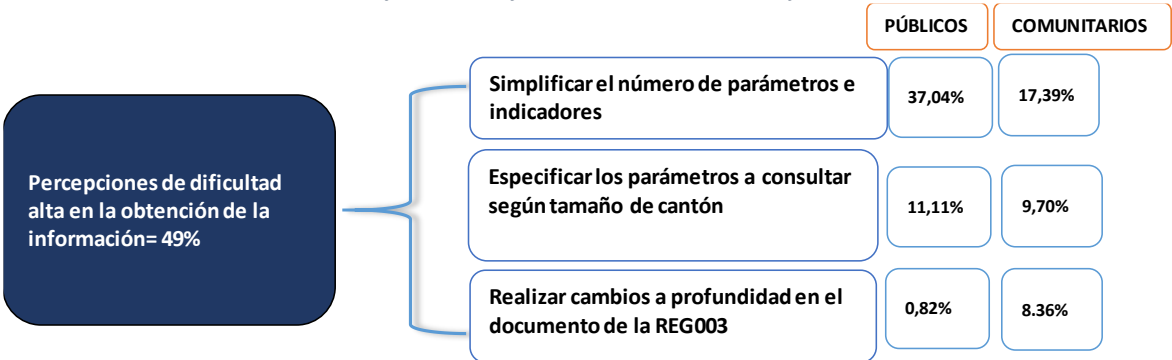 PÚBLICOS
COMUNITARIOS
Simplificar el número de parámetros e
indicadores
37,04%
17,39%
Percepciones de dificultad
alta en la obtención de la
información= 49%
Especificar los parámetros a consultar
según tamaño de cantón
11,11%
9,70%
Realizar cambios a profundidad en el
documento de la REG003
0,82%
8.36%